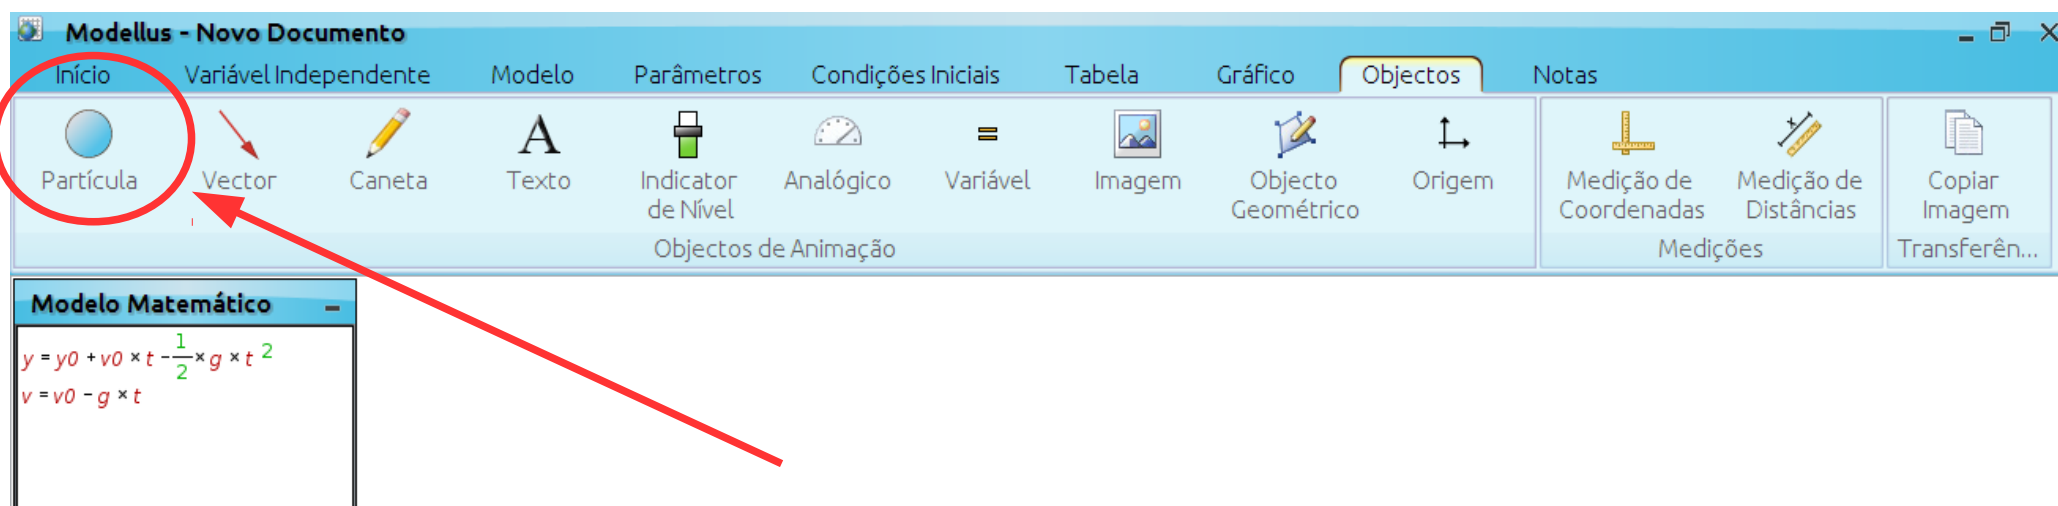 Modellus - Novo Documento
Início Variável Independente Modelo Parâmetros Condições Iniciais Tabela Gráfico Objectos Notas
Partícula Vector Caneta Texto Indicator de Nível Analógico Variável Imagem Objecto Geométrico Origem Medição de Coordenadas Medição de Distâncias Copiar Imagem
Objectos de Animação Medições Transferên...
Modelo Matemático
y = y0 + v0 × t - 1/2 × g × t 2
v = v0 - g × t